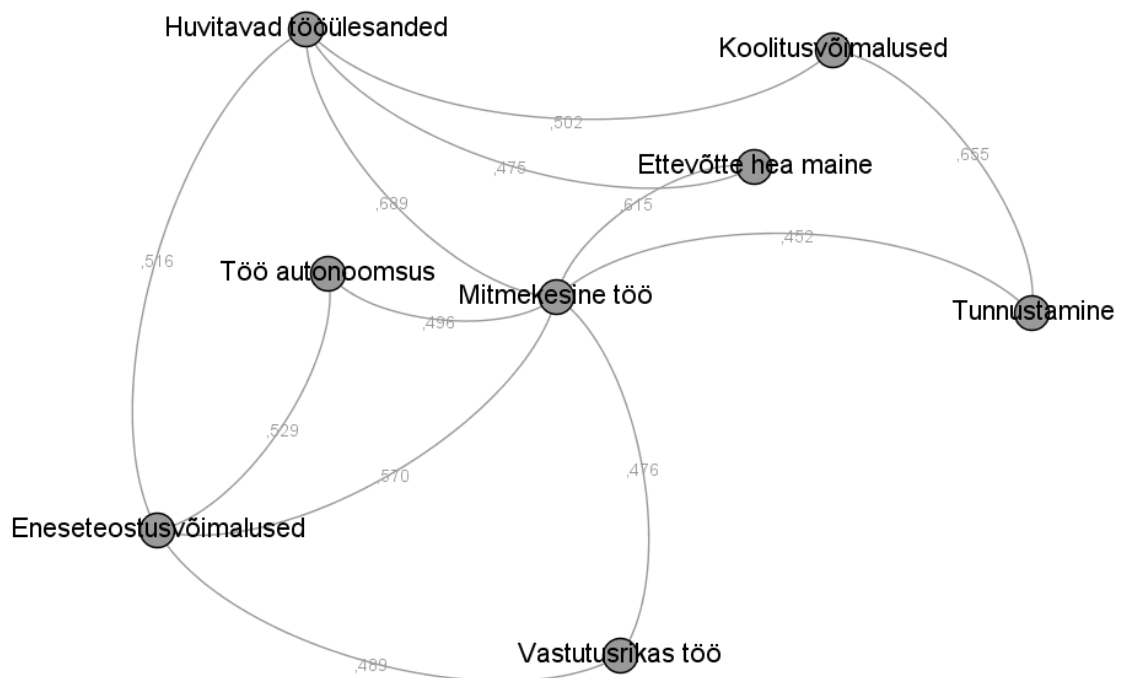 Huvitavad tööülesanded
Koolitusvõimalused
,502
Ettevõtte hea maine
,655
,475
,689
,615
,452
,516
Töö autonoomsus
Mitmekesine töö
Tunnustamine
,496
,529
,570
,476
Eneseteostusvõimalused
Vastutusrikas töö
,489